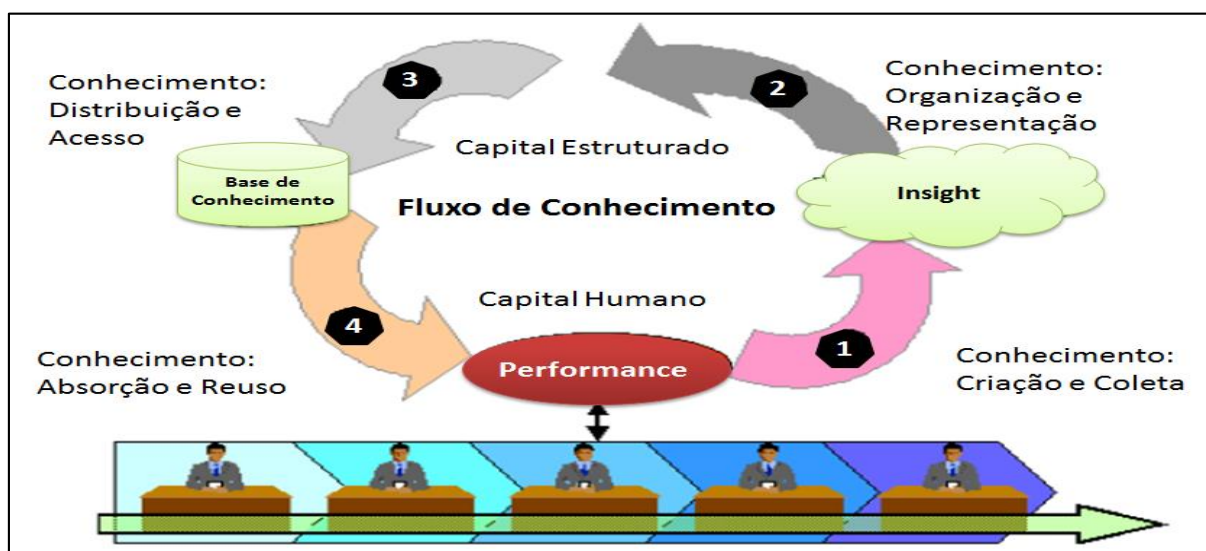 Conhecimento:
Distribuição e
Acesso
3
2
Conhecimento:
Organização e
Representação
Capital Estruturado
Base de
Conhecimento
Fluxo de Conhecimento
Insight
Capital Humano
4
1
Conhecimento:
Absorção e Reuso
Performance
Conhecimento:
Criação e Coleta